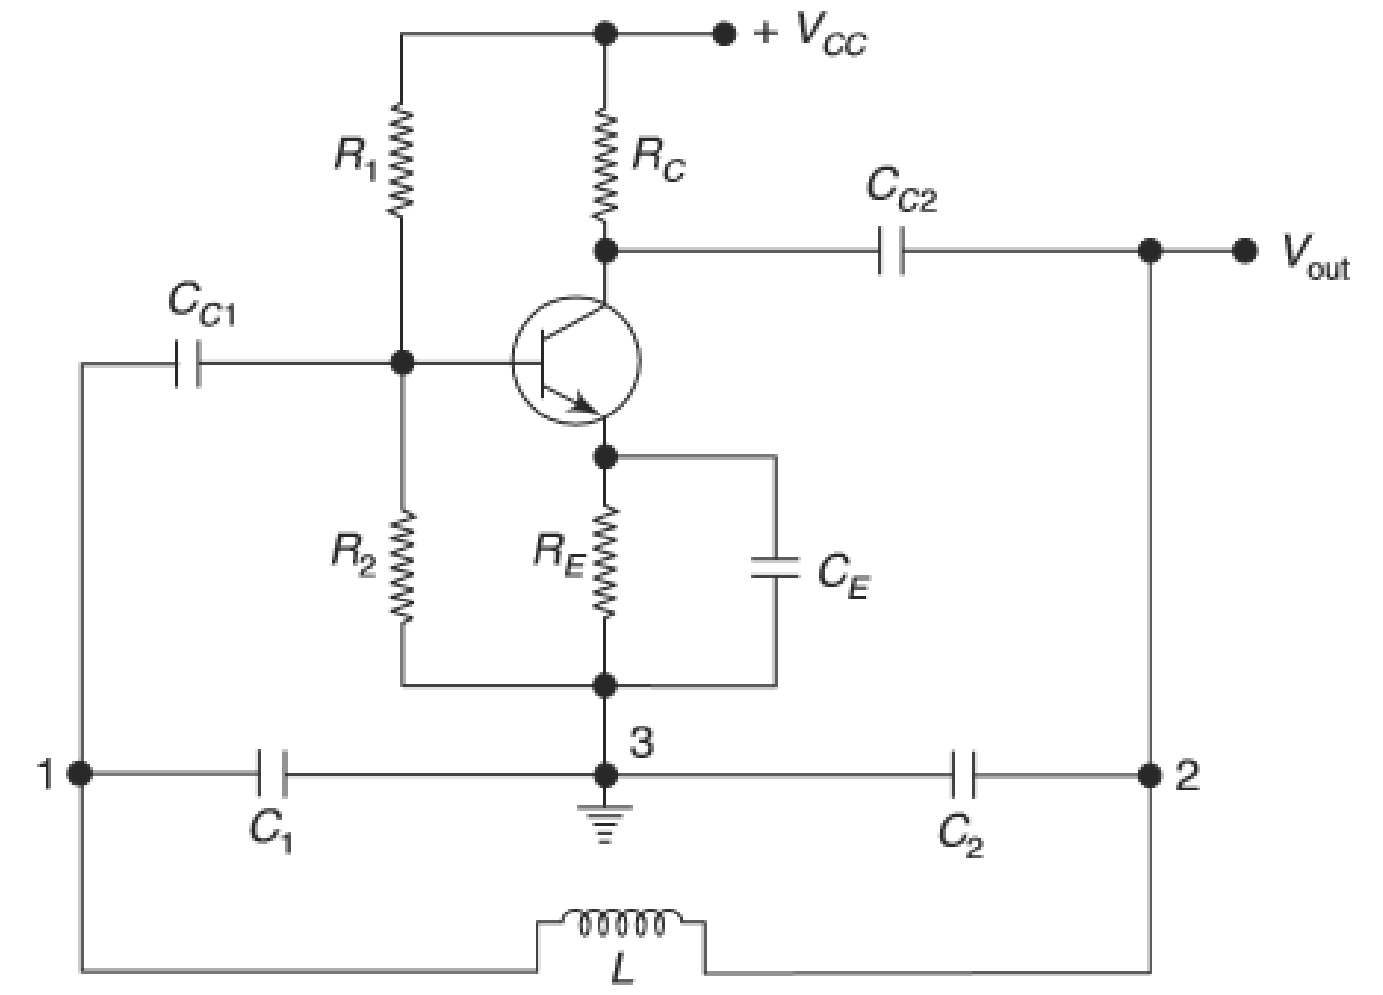 + V_CC
R_1
R_C
C_C2
V_out
C_C1
R_2
R_E
C_E
3
1
2
C_1
C_2
L